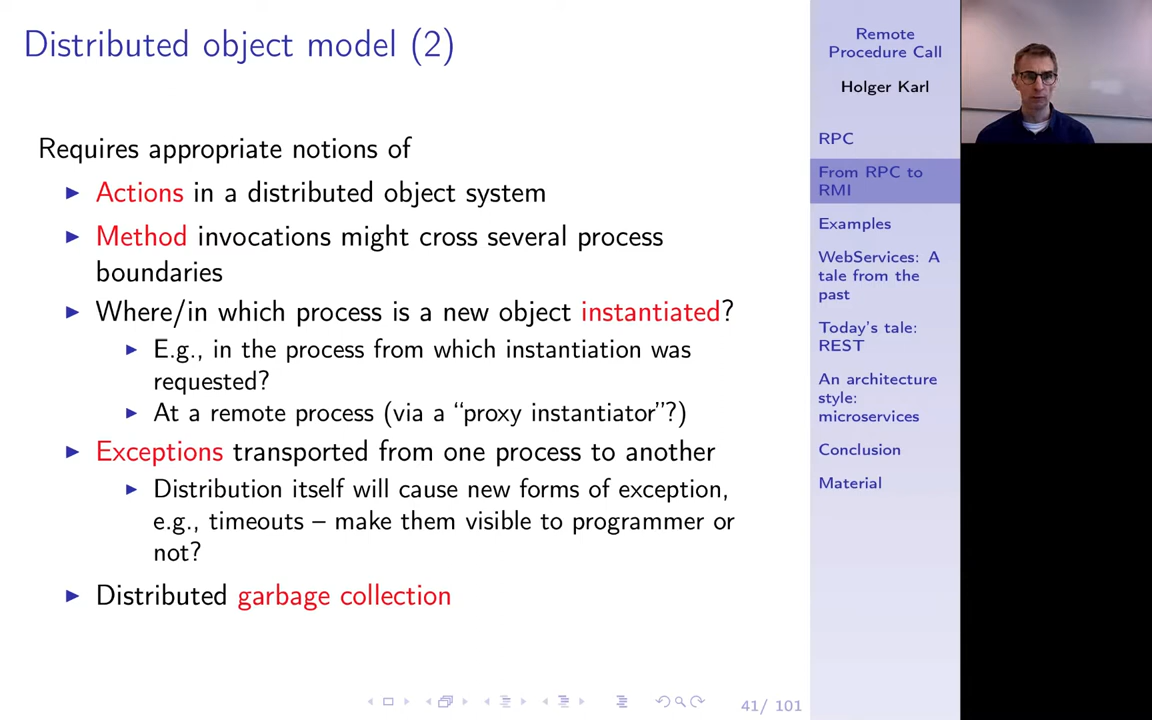 Distributed object model (2)
Requires appropriate notions of
Actions in a distributed object system
Method invocations might cross several process
boundaries
Where/in which process is a new object instantiated?
E.g., in the process from which instantiation was
requested?
At a remote process (via a “proxy instantiator”?)
Exceptions transported from one process to another
Distribution itself will cause new forms of exception,
e.g., timeouts – make them visible to programmer or
not?
Distributed garbage collection
41/ 101
Remote
Procedure Call
Holger Karl
RPC
From RPC to
RMI
Examples
WebServices: A
tale from the
past
Today's tale:
REST
An architecture
style:
microservices
Conclusion
Material